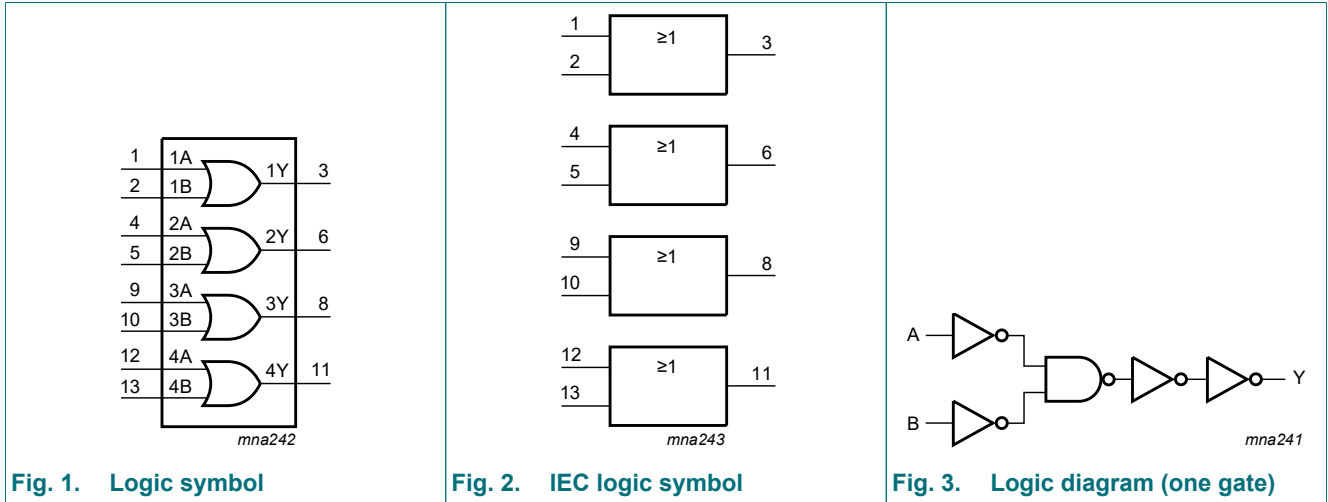 1 1A 1Y 3
2 1B
4 2A 2Y 6
5 2B
9 3A 3Y 8
10 3B
12 4A 4Y 11
13 4B
mna242
Fig. 1. Logic symbol
1 ≥1 3
2
4 ≥1 6
5
9 ≥1 8
10
12 ≥1 11
13
mna243
Fig. 2. IEC logic symbol
A
Y
B
mna241
Fig. 3. Logic diagram (one gate)